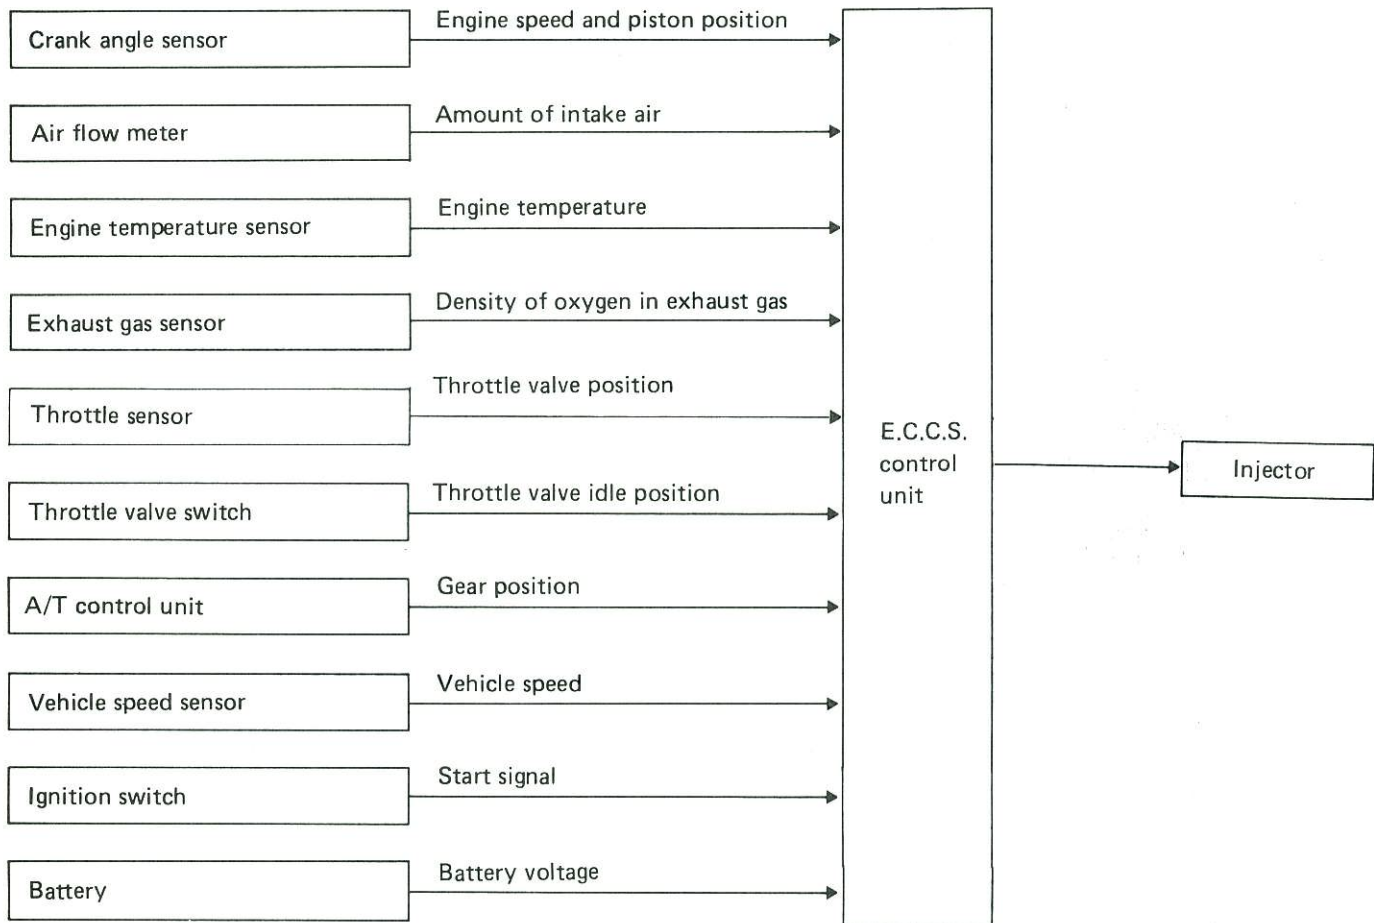 Crank angle sensor
Engine speed and piston position
Air flow meter
Amount of intake air
Engine temperature sensor
Engine temperature
Exhaust gas sensor
Density of oxygen in exhaust gas
Throttle sensor
Throttle valve position
Throttle valve switch
Throttle valve idle position
A/T control unit
Gear position
Vehicle speed sensor
Vehicle speed
Ignition switch
Start signal
Battery
Battery voltage
E.C.C.S.
control
unit
Injector